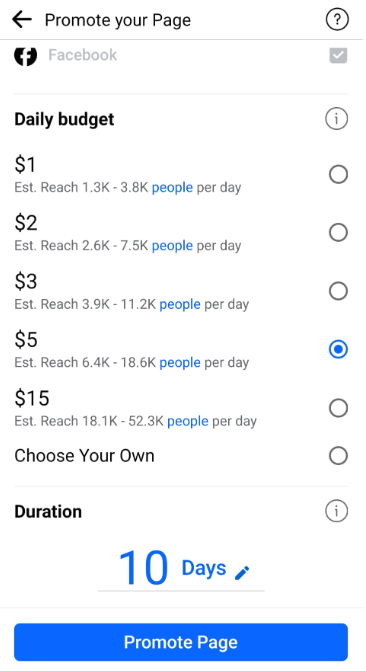 Promote your Page
Facebook
Daily budget
$1
Est. Reach 1.3K - 3.8K people per day
$2
Est. Reach 2.6K - 7.5K people per day
$3
Est. Reach 3.9K - 11.2K people per day
$5
Est. Reach 6.4K - 18.6K people per day
$15
Est. Reach 18.1K - 52.3K people per day
Choose Your Own
Duration
10 Days
Promote Page